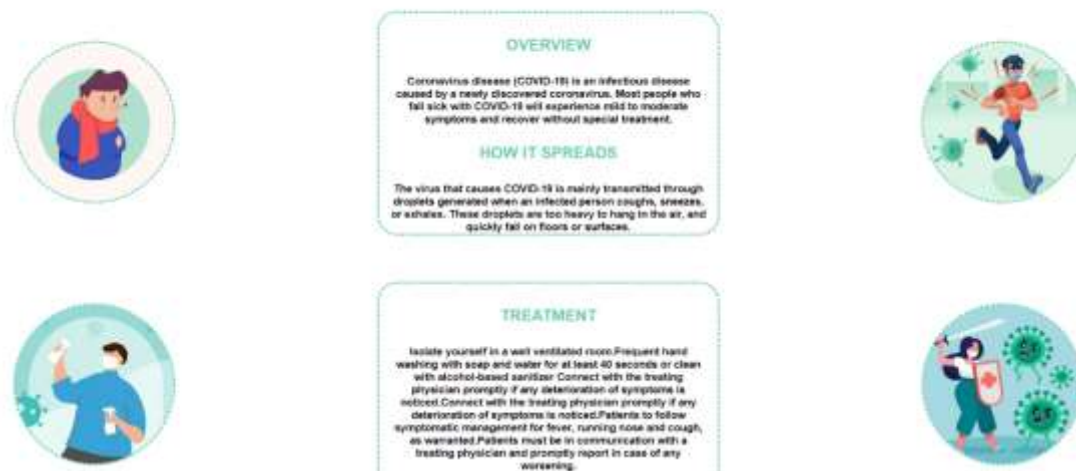 OVERVIEW
Coronavirus disease (COVID-19) is an infectious disease
caused by a newly discovered coronavirus. Most people who
fall sick with COVID-19 will experience mild to moderate
symptoms and recover without special treatment.
HOW IT SPREADS
The virus that causes COVID-19 is mainly transmitted through
droplets generated when an infected person coughs, sneezes,
or exhales. These droplets are too heavy to hang in the air, and
quickly fall on floors or surfaces.
TREATMENT
Isolate yourself in a well ventilated room.Frequent hand
washing with soap and water for at least 40 seconds or clean
with alcohol-based sanitizer Connect with the treating
physician promptly if any deterioration of symptoms is
noticed.Connect with the treating physician promptly if any
deterioration of symptoms is noticed.Patients to follow
symptomatic management for fever, running nose and cough,
as warranted.Patients must be in communication with a
treating physician and promptly report in case of any
worsening.